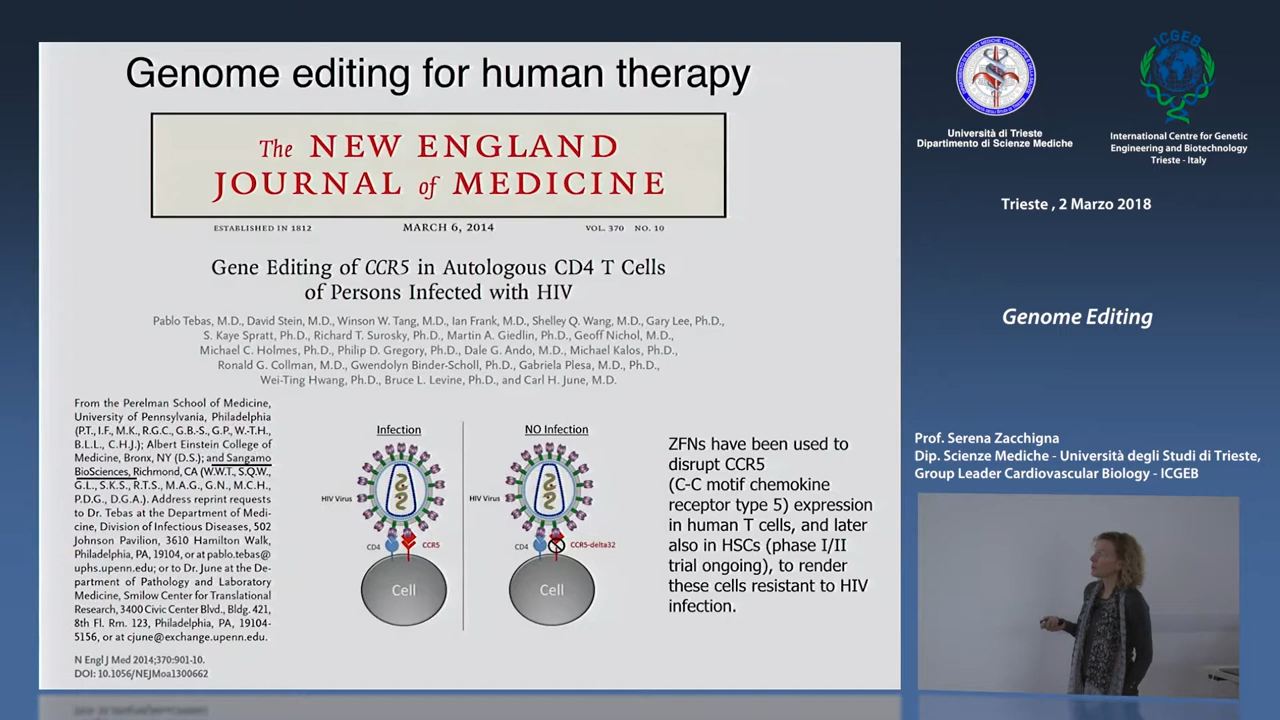 Genome editing for human therapy
The NEW ENGLAND
JOURNAL of MEDICINE
ESTABLISHED IN 1812
MARCH 6, 2014
VOL. 370 NO. 10
Gene Editing of CCR5 in Autologous CD4 T Cells
of Persons Infected with HIV
Pablo Tebas, M.D., David Stein, M.D., Winson W. Tang, M.D., Ian Frank, M.D., Shelley Q. Wang, M.D., Gary Lee, Ph.D.,
S. Kaye Spratt, Ph.D., Richard T. Surosky, Ph.D., Martin A. Giedlin, Ph.D., Geoff Nichol, M.D.,
Michael C. Holmes, Ph.D., Philip D. Gregory, Ph.D., Dale G. Ando, M.D., Michael Kalos, Ph.D.,
Ronald G. Collman, M.D., Gwendolyn Binder-Scholl, Ph.D., Gabriela Plesa, M.D., Ph.D.,
Wei-Ting Hwang, Ph.D., Bruce L. Levine, Ph.D., and Carl H. June, M.D.
From the Perelman School of Medicine,
University of Pennsylvania, Philadelphia
(P.T., I.F., M.K., R.G.C., G.B.-S., G.P., W.-T.H.,
B.L.L., C.H.J.); Albert Einstein College of
Medicine, Bronx, NY (D.S.); and Sangamo
BioSciences, Richmond, CA (W.W.T., S.Q.W.,
G.L., S.K.S., R.T.S., M.A.G., G.N., M.C.H.,
P.D.G., D.G.A.). Address reprint requests
to Dr. Tebas at the Department of Medi-
cine, Division of Infectious Diseases, 502
Johnson Pavilion, 3610 Hamilton Walk,
Philadelphia, PA, 19104, or at pablo.tebas@
uphs.upenn.edu; or to Dr. June at the De-
partment of Pathology and Laboratory
Medicine, Smilow Center for Translational
Research, 3400 Civic Center Blvd., Bldg. 421,
8th Fl. Rm. 123, Philadelphia, PA, 19104-
5156, or at cjune@exchange.upenn.edu.
N Engl J Med 2014;370:901-10.
DOI: 10.1056/NEJMoa1300662
Infection
HIV Virus
CD4
CCR5
Cell
NO Infection
HIV Virus
CD4
CCR5-delta32
Cell
ZFNs have been used to
disrupt CCR5
(C-C motif chemokine
receptor type 5) expression
in human T cells, and later
also in HSCs (phase I/II
trial ongoing), to render
these cells resistant to HIV
infection.
Università di Trieste
Dipartimento di Scienze Mediche
ICGEB
International Centre for Genetic
Engineering and Biotechnology
Trieste - Italy
Trieste , 2 Marzo 2018
Genome Editing
Prof. Serena Zacchigna
Dip. Scienze Mediche - Università degli Studi di Trieste,
Group Leader Cardiovascular Biology - ICGEB